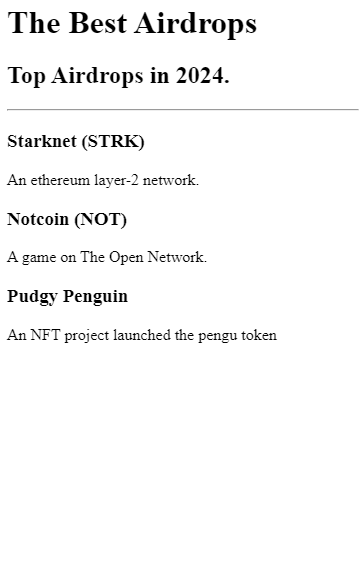 The Best Airdrops
Top Airdrops in 2024.
Starknet (STRK)
An ethereum layer-2 network.
Notcoin (NOT)
A game on The Open Network.
Pudgy Penguin
An NFT project launched the pengu token